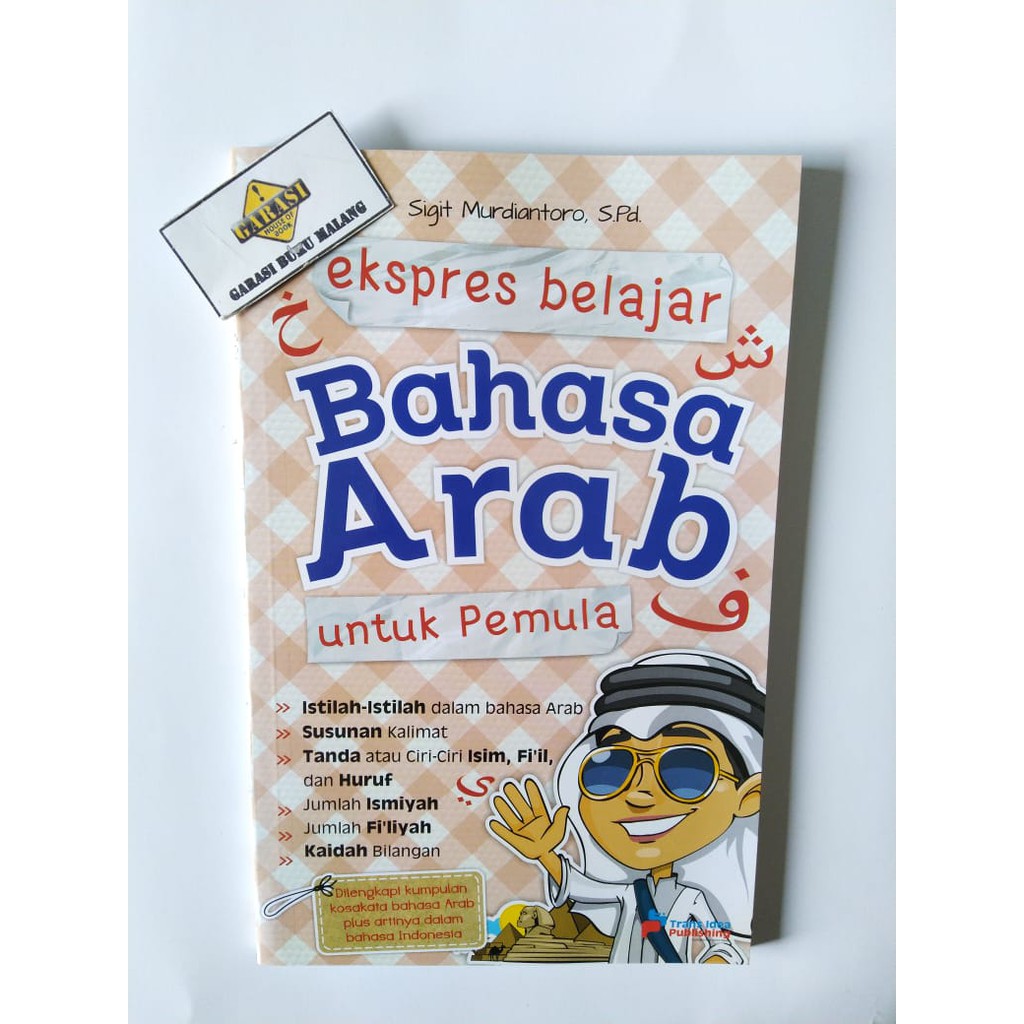 GARASI
HOUSE OF
BOOK
GARASI BUKU MALANG
Sigit Murdiantoro, S.Pd.
ekspres belajar
خ
ش
Bahasa
Arab
ف
untuk Pemula
» Istilah-Istilah dalam bahasa Arab
» Susunan Kalimat
» Tanda atau Ciri-Ciri Isim, Fi'il,
dan Huruf
ي
» Jumlah Ismiyah
» Jumlah Fi'liyah
» Kaidah Bilangan
Dilengkapi kumpulan
kosakata bahasa Arab
plus artinya dalam
bahasa Indonesia
Trans Idea
Publishing